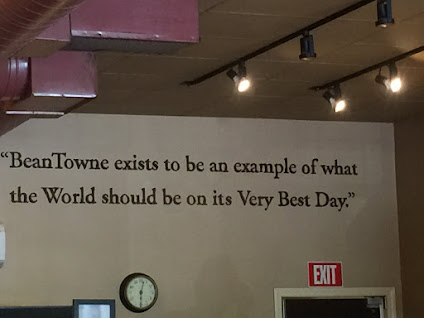 “BeanTowne exists to be an example of what
the World should be on its Very Best Day.”
EXIT